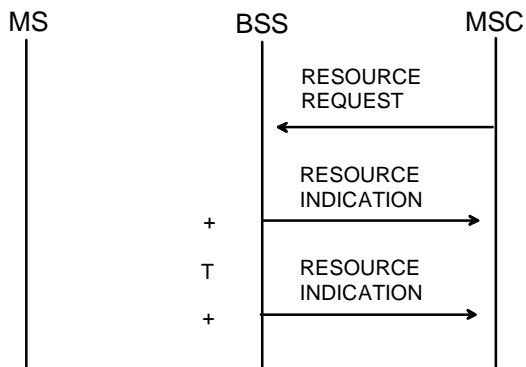 MS BSS MSC
RESOURCE
REQUEST
RESOURCE
INDICATION
+
T
RESOURCE
INDICATION
+